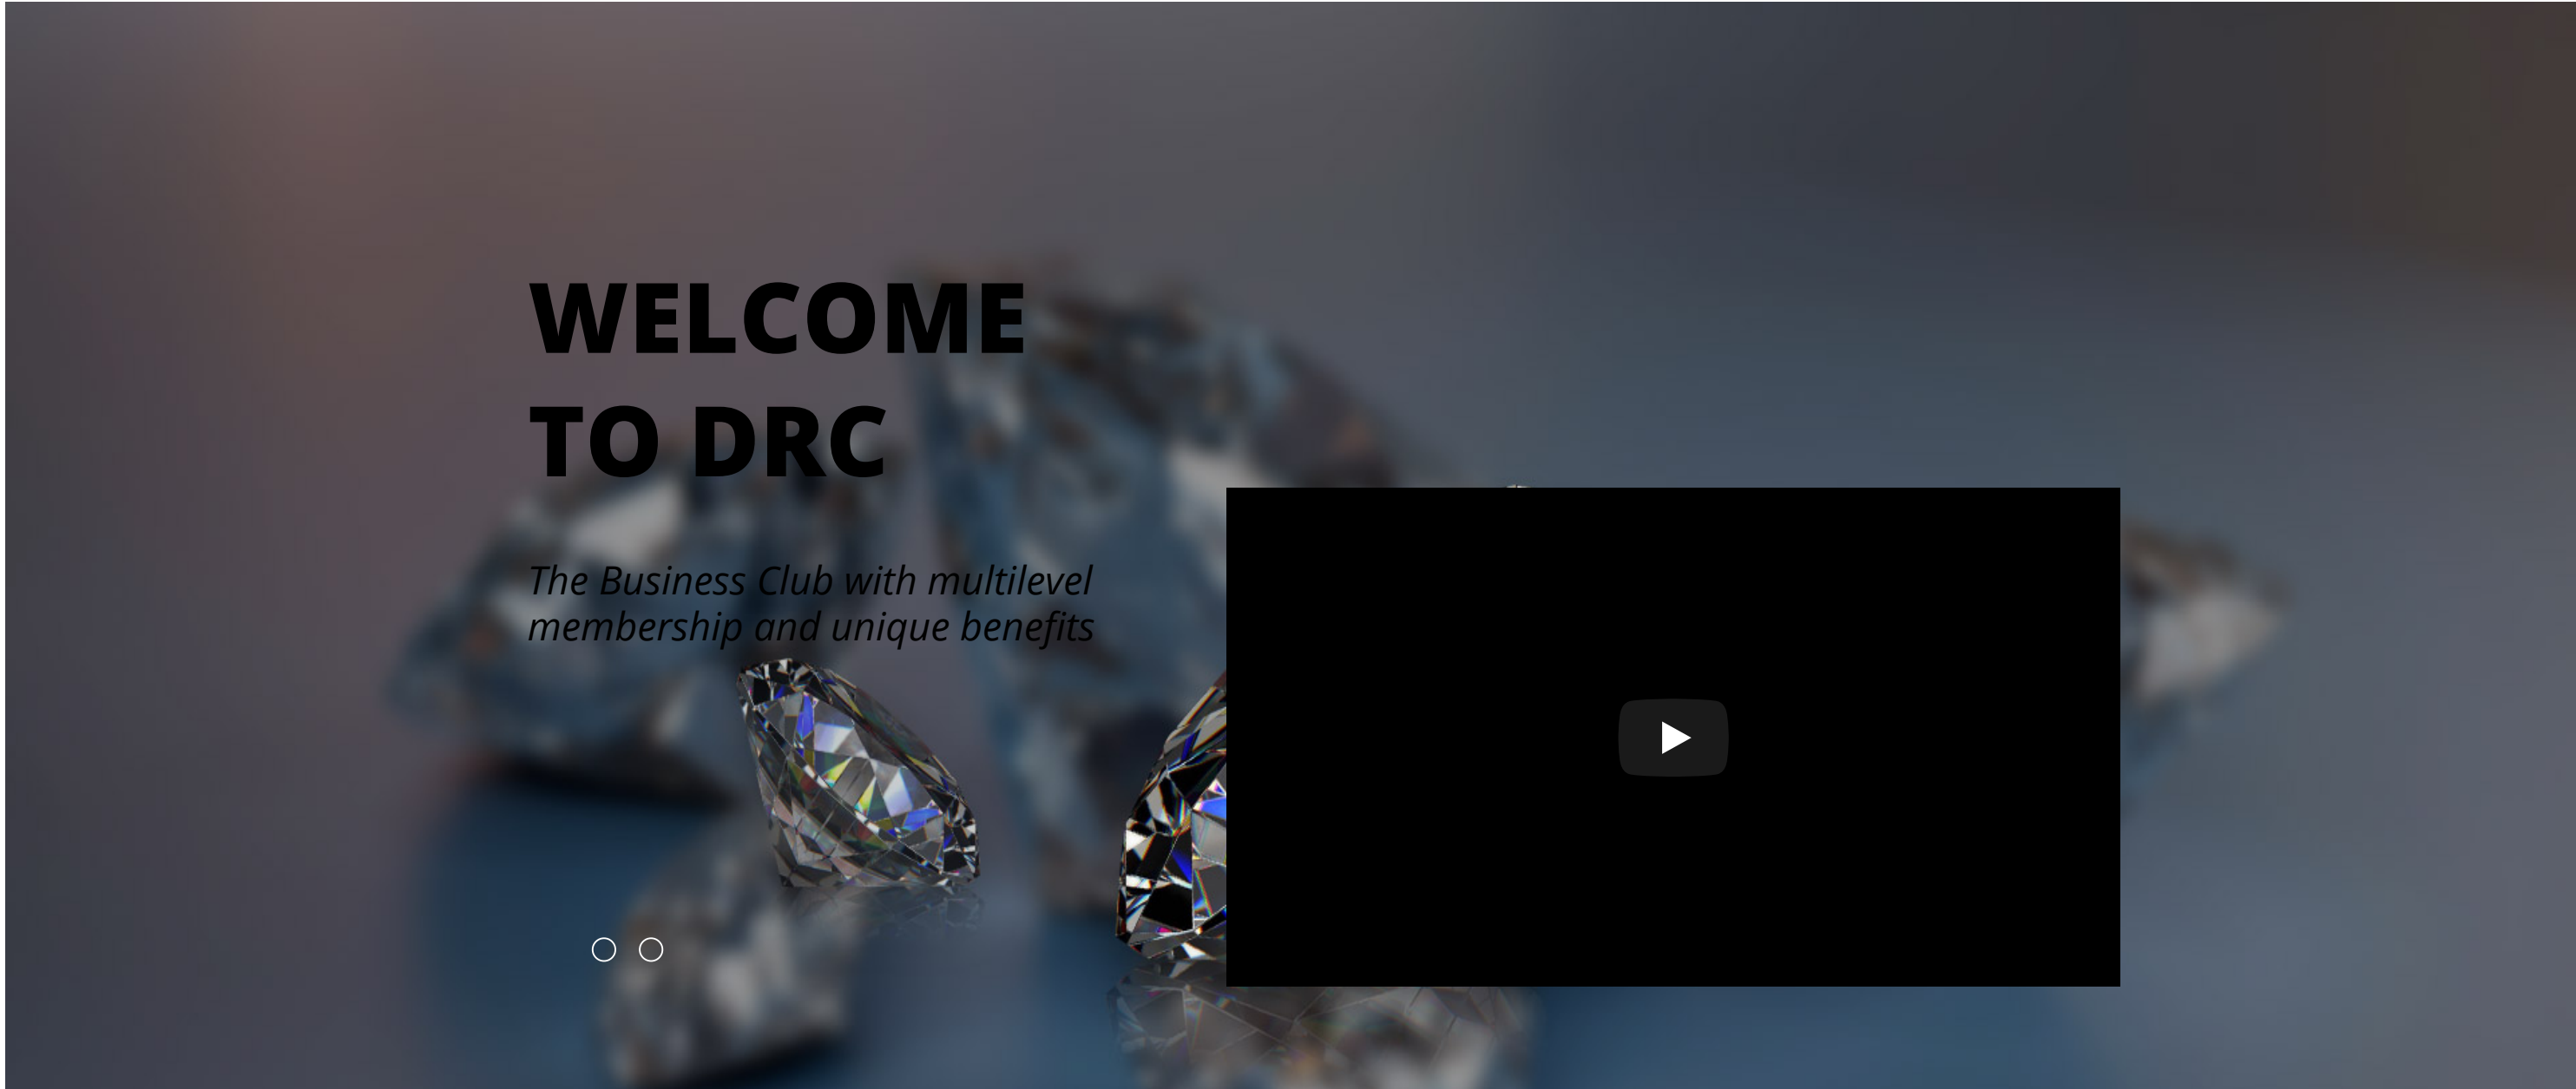 WELCOME
TO DRC
The Business Club with multilevel
membership and unique benefits